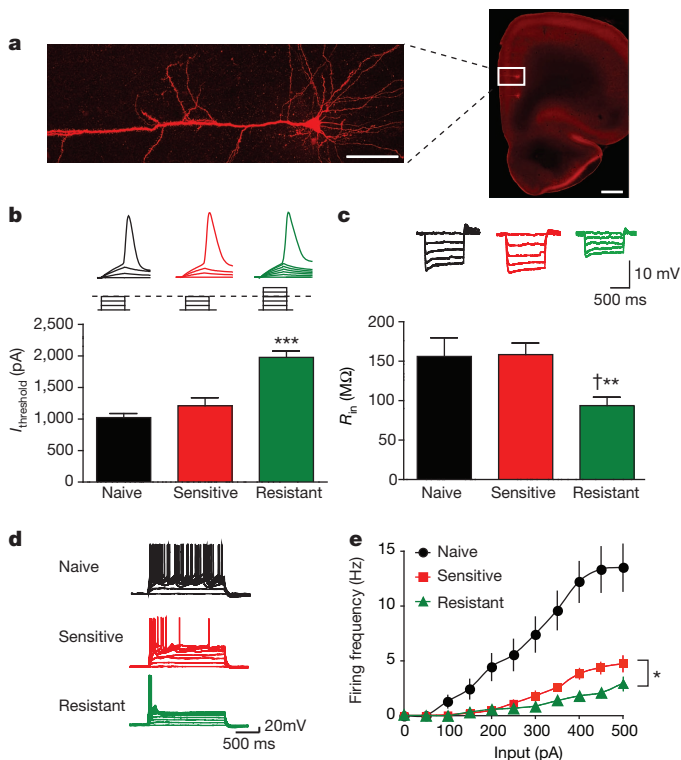 a
b
c
10 mV
500 ms
2,500
2,000
1,500
1,000
500
0
I threshold (pA)
***
Naive Sensitive Resistant
200
150
100
50
0
R in (MΩ)
†**
Naive Sensitive Resistant
d
Naive
Sensitive
Resistant
20mV
500 ms
e
Naive
Sensitive
Resistant
15
10
5
0
Firing frequency (Hz)
*
0 100 200 300 400 500
Input (pA)